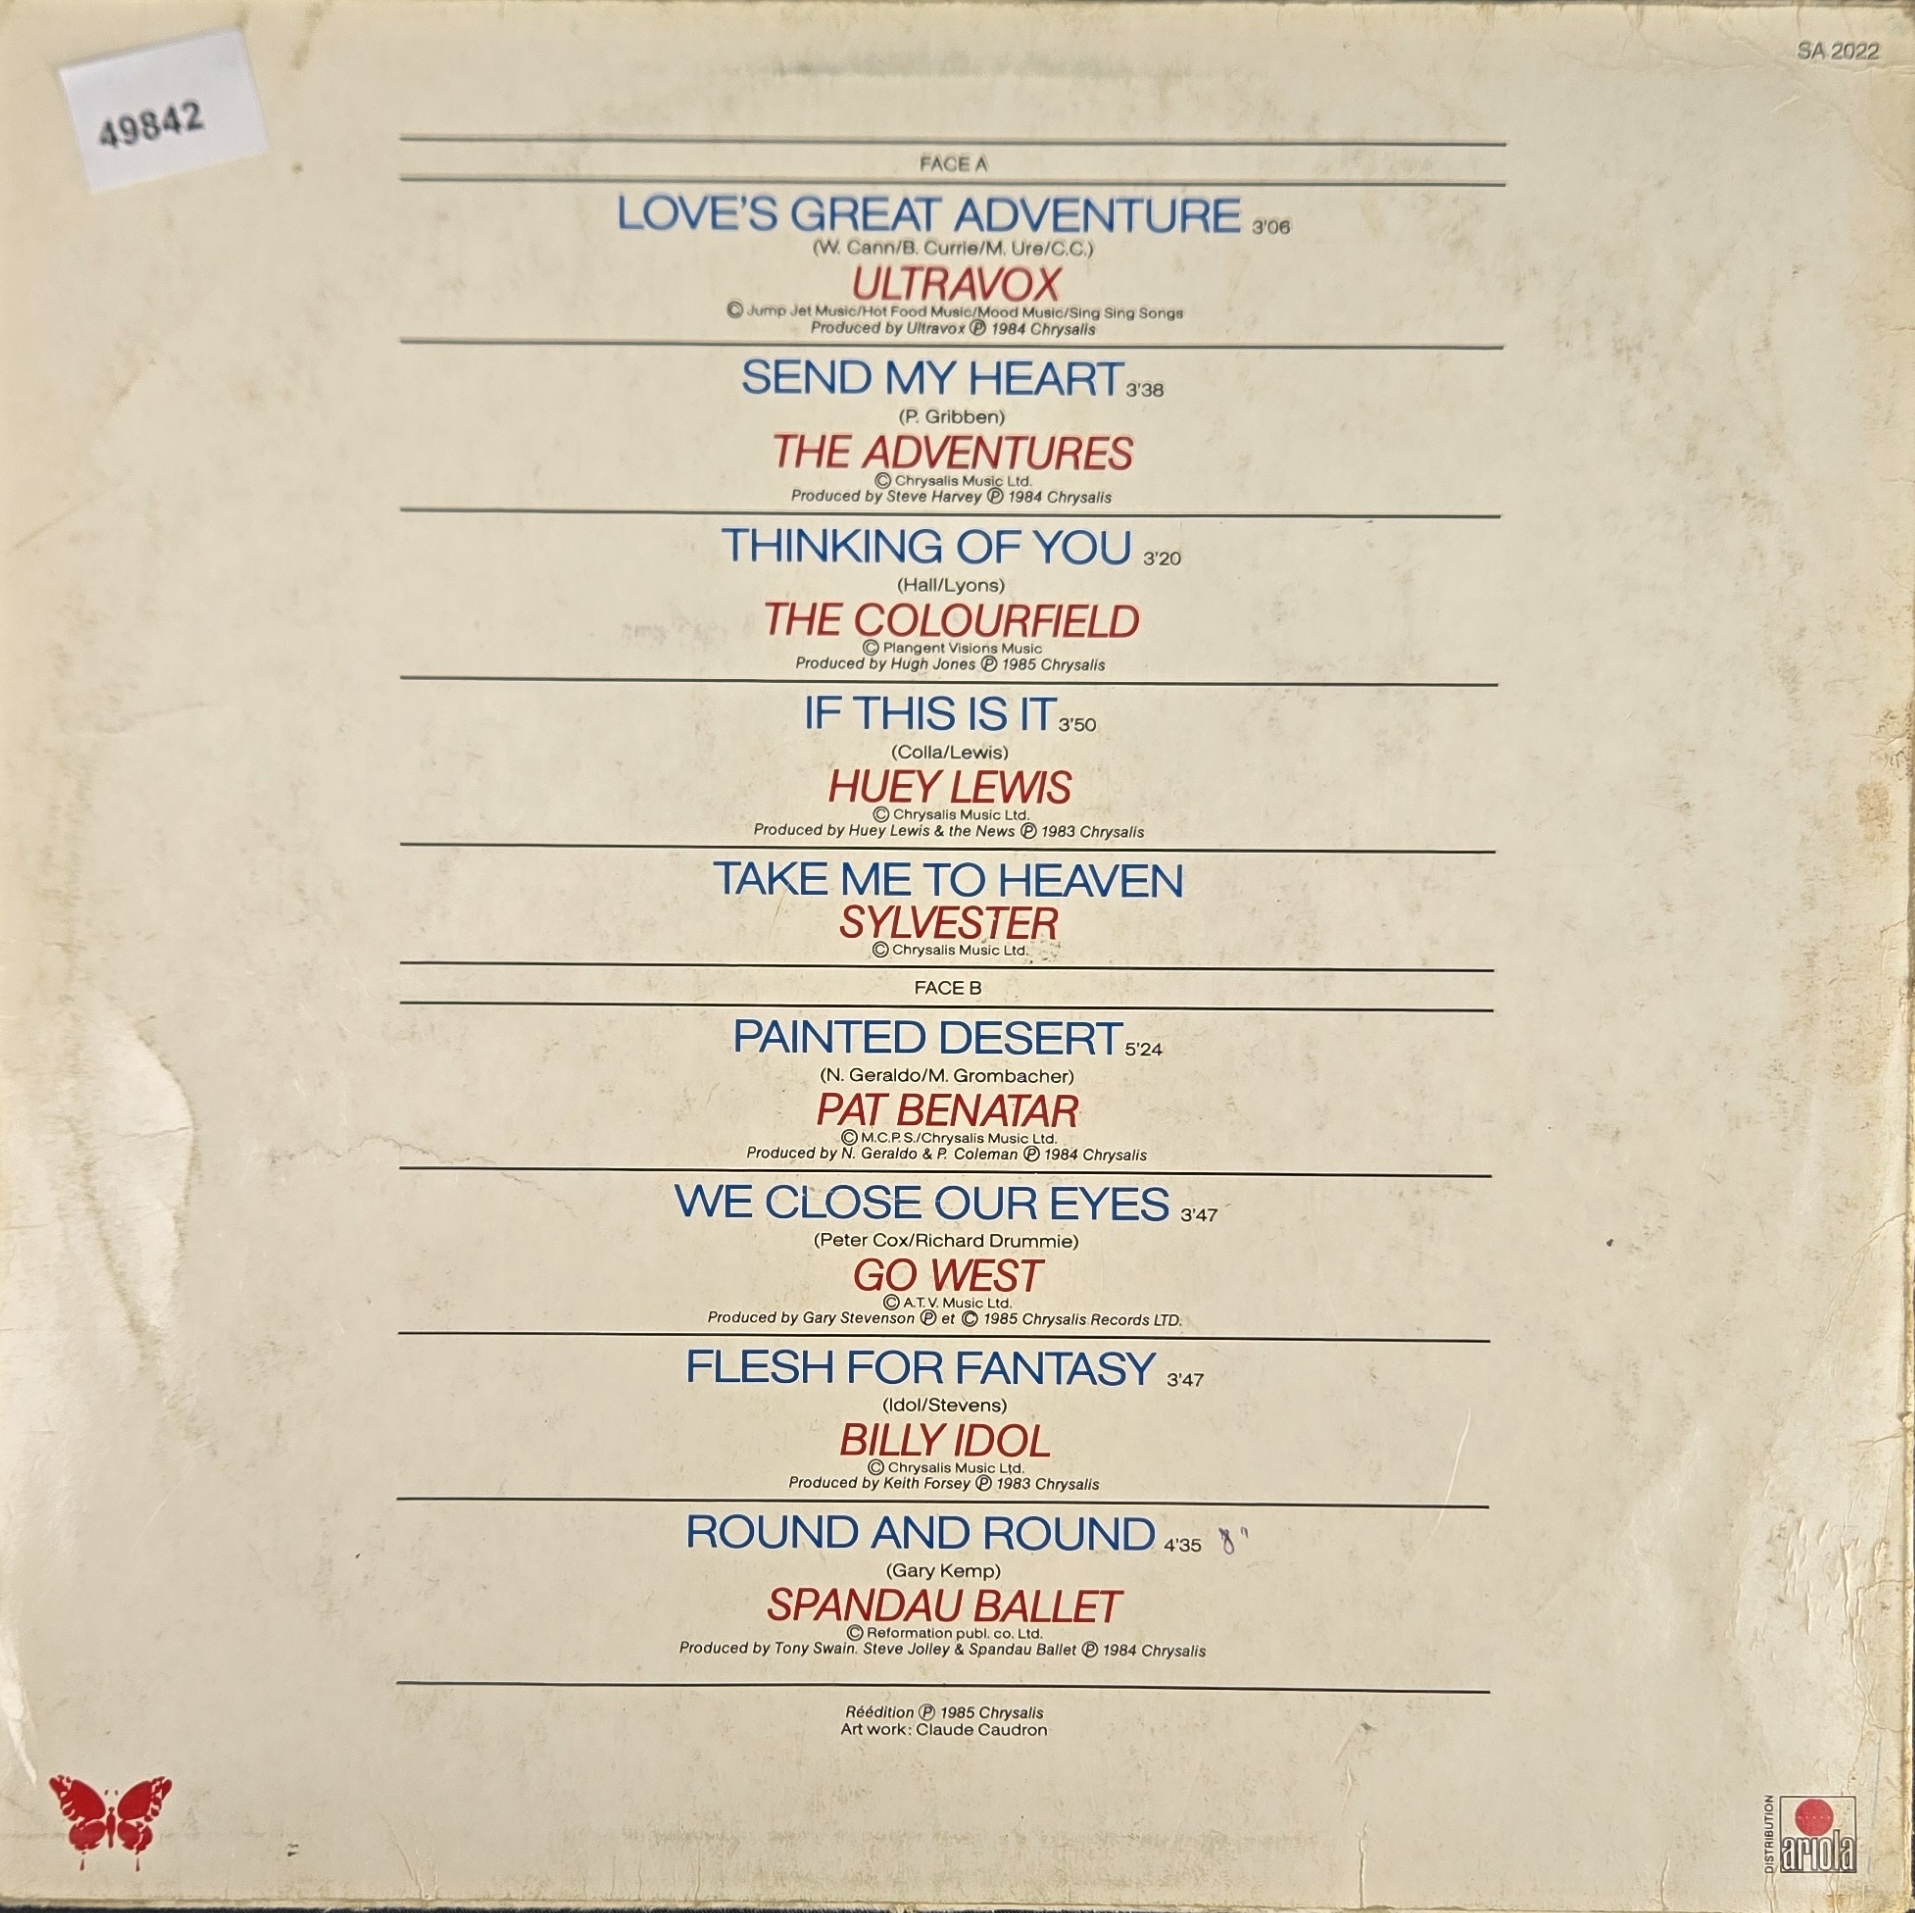 SA 2022
49842
FACE A
LOVE'S GREAT ADVENTURE 3'06
(W. Cann/B. Currie/M. Ure/C.C.)
ULTRAVOX
© Jump Jet Music/Hot Food Music/Mood Music/Sing Sing Songs
Produced by Ultravox ℗ 1984 Chrysalis
SEND MY HEART 3'38
(P. Gribben)
THE ADVENTURES
© Chrysalis Music Ltd.
Produced by Steve Harvey ℗ 1984 Chrysalis
THINKING OF YOU 3'20
(Hall/Lyons)
THE COLOURFIELD
© Plangent Visions Music
Produced by Hugh Jones ℗ 1985 Chrysalis
IF THIS IS IT 3'50
(Colla/Lewis)
HUEY LEWIS
© Chrysalis Music Ltd.
Produced by Huey Lewis & the News ℗ 1983 Chrysalis
TAKE ME TO HEAVEN
SYLVESTER
© Chrysalis Music Ltd.
FACE B
PAINTED DESERT 5'24
(N. Geraldo/M. Grombacher)
PAT BENATAR
© M.C.P.S./Chrysalis Music Ltd.
Produced by N. Geraldo & P. Coleman ℗ 1984 Chrysalis
WE CLOSE OUR EYES 3'47
(Peter Cox/Richard Drummie)
GO WEST
© A.T.V. Music Ltd.
Produced by Gary Stevenson ℗ et © 1985 Chrysalis Records LTD.
FLESH FOR FANTASY 3'47
(Idol/Stevens)
BILLY IDOL
© Chrysalis Music Ltd.
Produced by Keith Forsey ℗ 1983 Chrysalis
ROUND AND ROUND 4'35
(Gary Kemp)
SPANDAU BALLET
© Reformation publ. co. Ltd.
Produced by Tony Swain. Steve Jolley & Spandau Ballet ℗ 1984 Chrysalis
Réédition ℗ 1985 Chrysalis
Art work: Claude Caudron
DISTRIBUTION
ariola